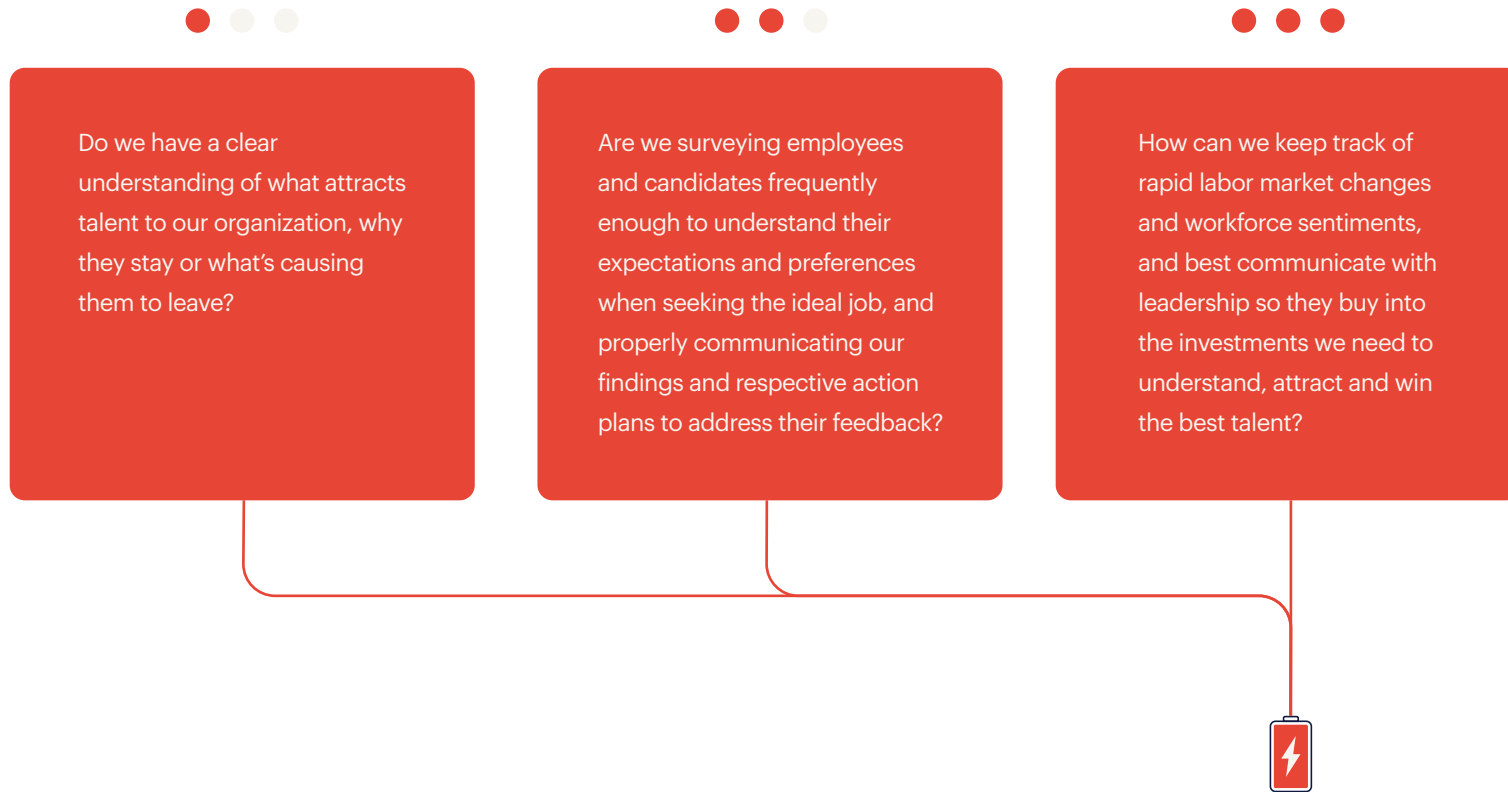 Do we have a clear
understanding of what attracts
talent to our organization, why
they stay or what’s causing
them to leave?
Are we surveying employees
and candidates frequently
enough to understand their
expectations and preferences
when seeking the ideal job, and
properly communicating our
findings and respective action
plans to address their feedback?
How can we keep track of
rapid labor market changes
and workforce sentiments,
and best communicate with
leadership so they buy into
the investments we need to
understand, attract and win
the best talent?